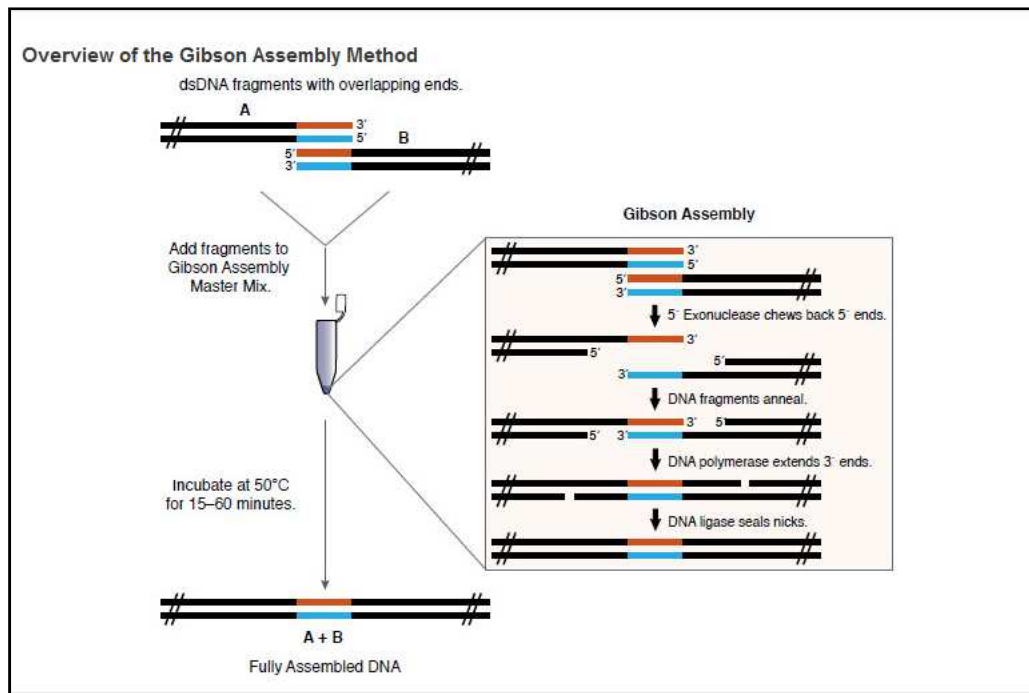 Overview of the Gibson Assembly Method
dsDNA fragments with overlapping ends.
A
3′
5′
B
5′
3′
Add fragments to
Gibson Assembly
Master Mix.
Incubate at 50°C
for 15–60 minutes.
A + B
Fully Assembled DNA
Gibson Assembly
3′
5′
5′
3′
5′ Exonuclease chews back 5′ ends.
3′
5′
5′
3′
DNA fragments anneal.
3′ 5′
5′ 3′
DNA polymerase extends 3′ ends.
DNA ligase seals nicks.